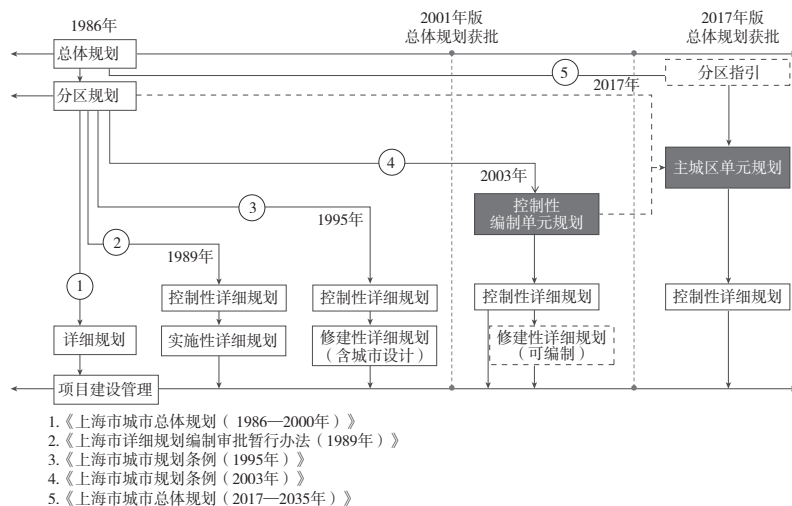 1986年
2001年版
总体规划获批
2017年版
总体规划获批
总体规划
5
分区指引
2017年
分区规划
4
2003年
主城区单元规划
3
1995年
控制性
编制单元规划
2
1989年
1
控制性详细规划
控制性详细规划
控制性详细规划
控制性详细规划
详细规划
实施性详细规划
修建性详细规划
（含城市设计）
修建性详细规划
（可编制）
项目建设管理
1.《上海市城市总体规划（1986—2000年）》
2.《上海市详细规划编制审批暂行办法（1989年）》
3.《上海市城市规划条例（1995年）》
4.《上海市城市规划条例（2003年）》
5.《上海市城市总体规划（2017—2035年）》